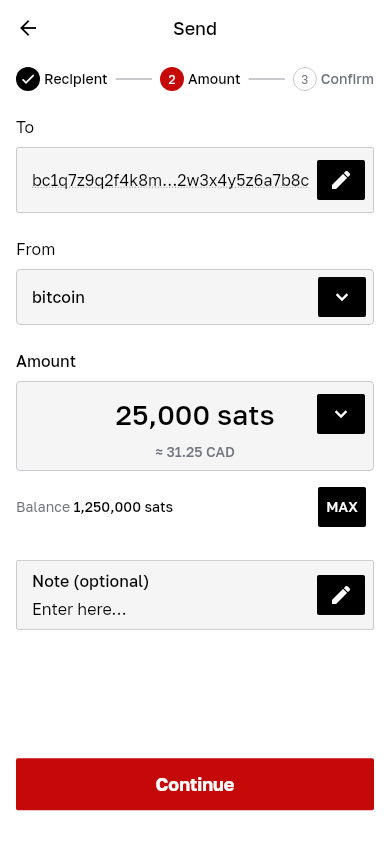 Send
Recipient 2 Amount 3 Confirm
To
bc1q7z9q2f4k8m...2w3x4y5z6a7b8c
From
bitcoin
Amount
25,000 sats
≈ 31.25 CAD
Balance 1,250,000 sats
MAX
Note (optional)
Enter here...
Continue